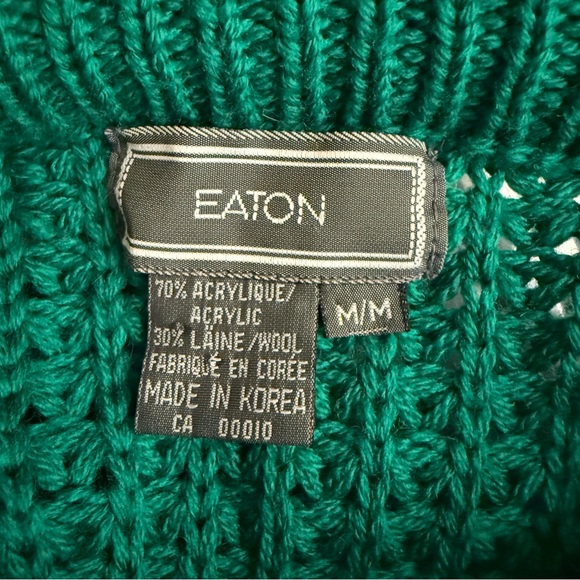 EATON
70% ACRYLIQUE/
ACRYLIC
30% LAINE/WOOL
FABRIQUÉ EN CORÉE
MADE IN KOREA
CA 00010
M/M